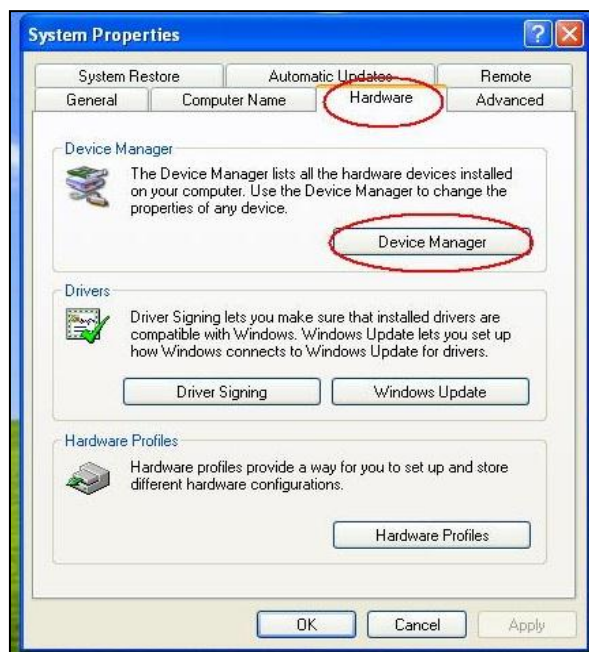 System Properties
System Restore Automatic Updates Remote
General Computer Name Hardware Advanced
Device Manager
The Device Manager lists all the hardware devices installed
on your computer. Use the Device Manager to change the
properties of any device.
Device Manager
Drivers
Driver Signing lets you make sure that installed drivers are
compatible with Windows. Windows Update lets you set up
how Windows connects to Windows Update for drivers.
Driver Signing Windows Update
Hardware Profiles
Hardware profiles provide a way for you to set up and store
different hardware configurations.
Hardware Profiles
OK Cancel Apply